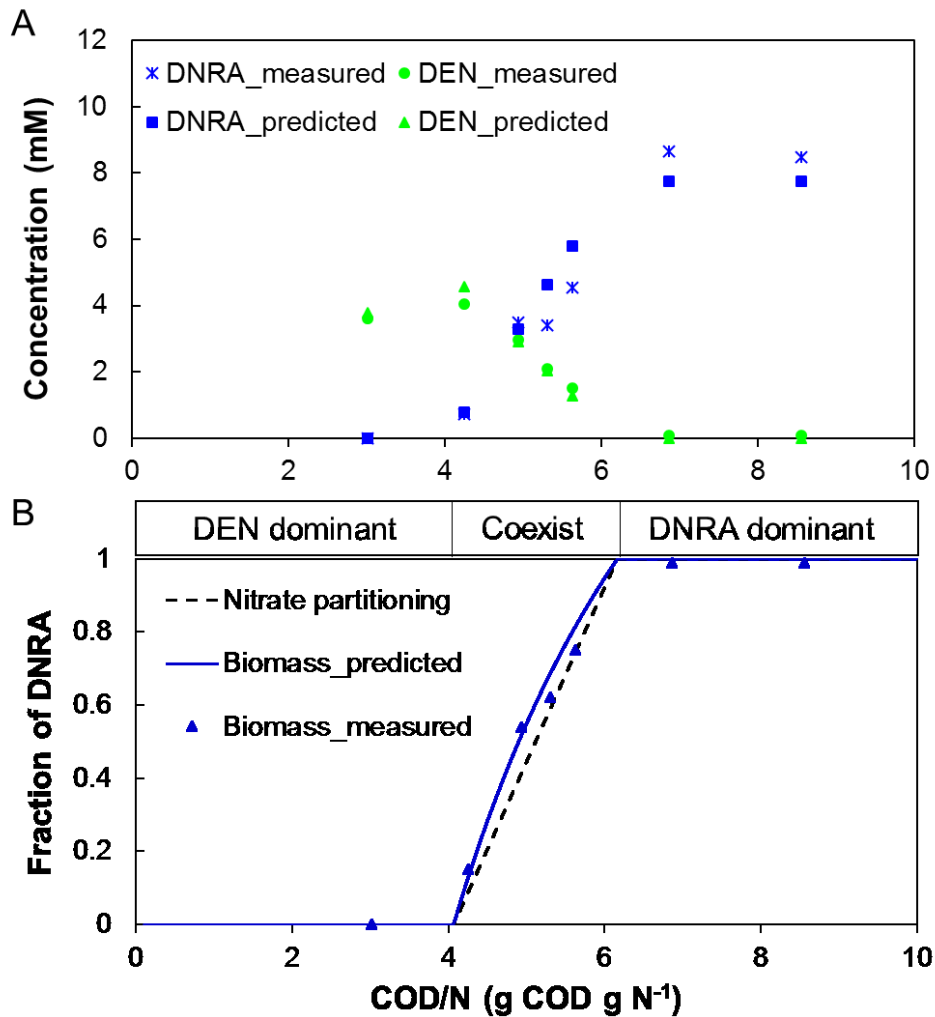 A
12
DNRA_measured DEN_measured
10
DNRA_predicted DEN_predicted
8
6
4
2
0
Concentration (mM)
0 2 4 6 8 10
B
DEN dominant Coexist DNRA dominant
1
Nitrate partitioning
0.8
Biomass_predicted
0.6
Biomass_measured
0.4
0.2
0
Fraction of DNRA
0 2 4 6 8 10
COD/N (g COD g N⁻¹)